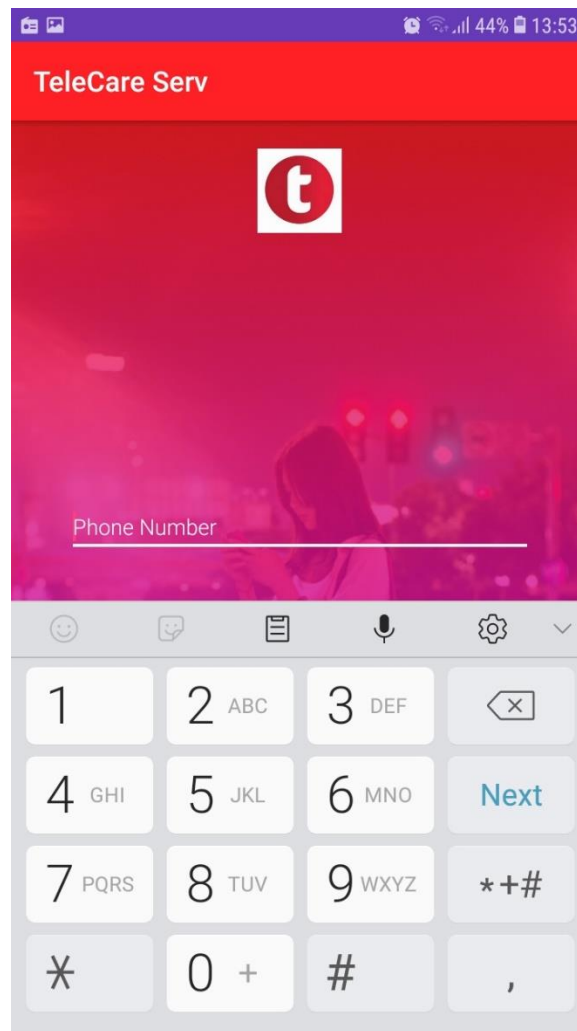 44% 13:53
TeleCare Serv
t
Phone Number
1 2 ABC 3 DEF
4 GHI 5 JKL 6 MNO Next
7 PQRS 8 TUV 9 WXYZ *+#
* 0 + # ,